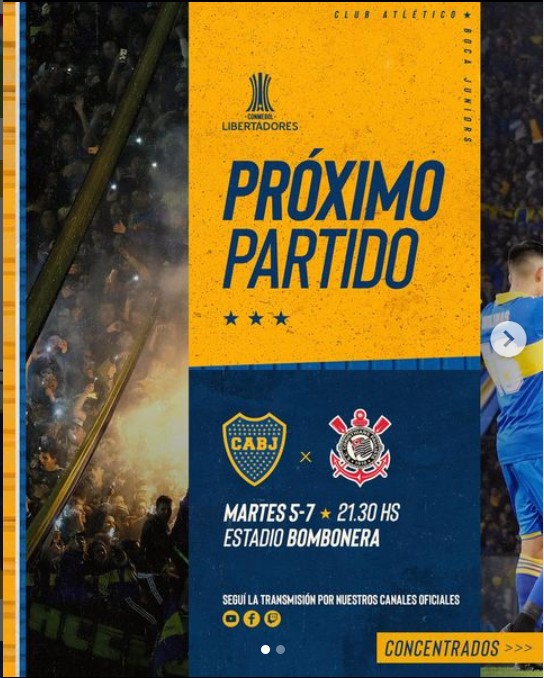 CLUB ATLÉTICO ★
BOCA JUNIORS
CONMEBOL
LIBERTADORES
PRÓXIMO
PARTIDO
CABJ x
MARTES 5-7 ★ 21.30 HS
ESTADIO BOMBONERA
SEGUÍ LA TRANSMISIÓN POR NUESTROS CANALES OFICIALES
CONCENTRADOS >>>